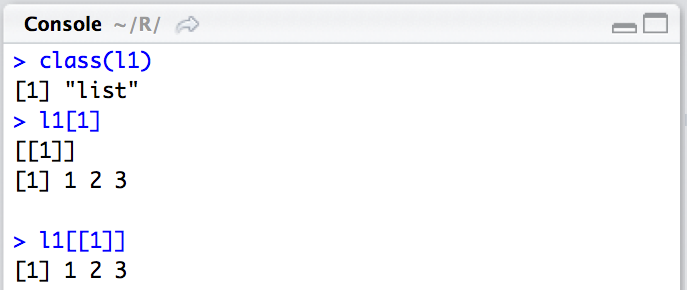 Console ~/R/
> class(l1)
[1] "list"
> l1[1]
[[1]]
[1] 1 2 3
> l1[[1]]
[1] 1 2 3